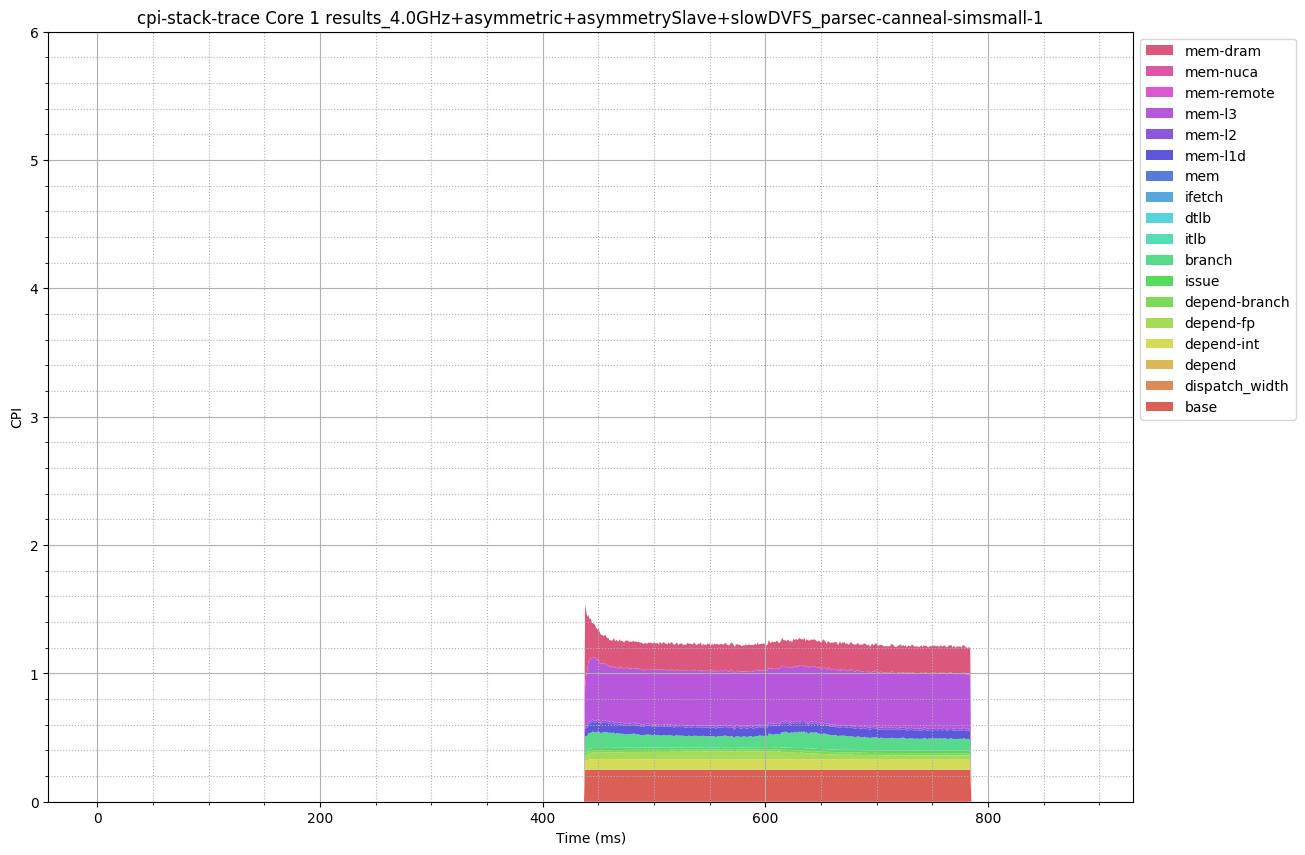 cpi-stack-trace Core 1 results_4.0GHz+asymmetric+asymmetrySlave+slowDVFS_parsec-canneal-simsmall-1
6
5
4
3
2
1
0
CPI
0 200 400 600 800
Time (ms)
mem-dram
mem-nuca
mem-remote
mem-l3
mem-l2
mem-l1d
mem
ifetch
dtlb
itlb
branch
issue
depend-branch
depend-fp
depend-int
depend
dispatch_width
base